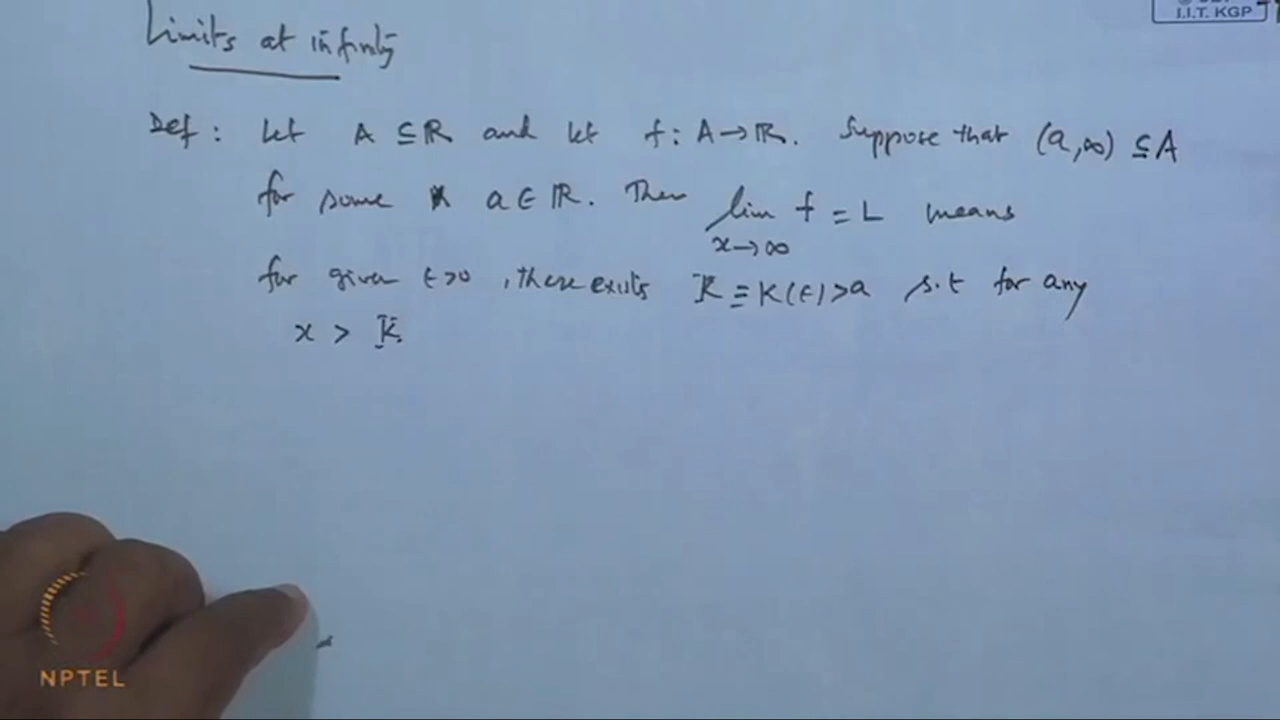 I.I.T. KGP
Limits at infinity
Def : Let A ⊆ ℝ and let f : A → ℝ. Suppose that (a, ∞) ⊆ A
for some a ∈ ℝ. Then lim f = L means
x → ∞
for given ε > 0, there exists K ≡ K(ε) > a s.t for any
x > K
NPTEL